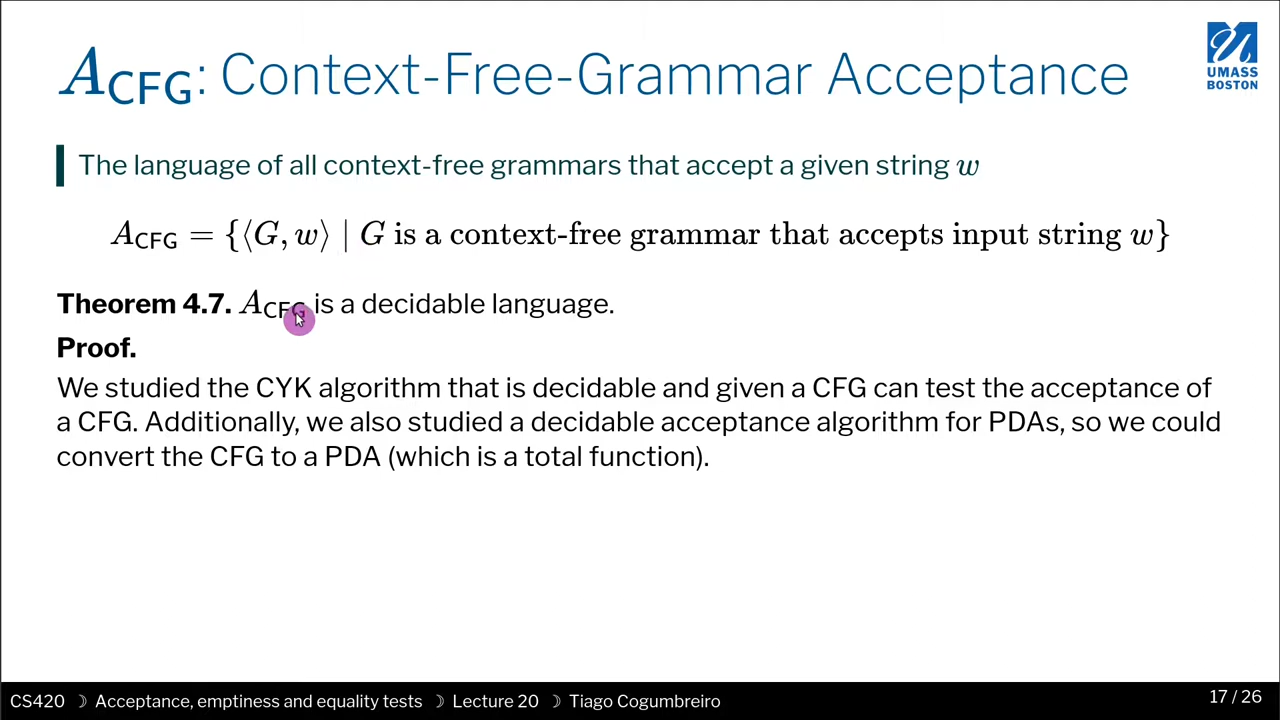 A_CFG: Context-Free-Grammar Acceptance
UMASS
BOSTON
The language of all context-free grammars that accept a given string w
A_CFG = {⟨G, w⟩ | G is a context-free grammar that accepts input string w}
Theorem 4.7. A_CFG is a decidable language.
Proof.
We studied the CYK algorithm that is decidable and given a CFG can test the acceptance of
a CFG. Additionally, we also studied a decidable acceptance algorithm for PDAs, so we could
convert the CFG to a PDA (which is a total function).
CS420 ☽ Acceptance, emptiness and equality tests ☽ Lecture 20 ☽ Tiago Cogumbreiro
17 / 26